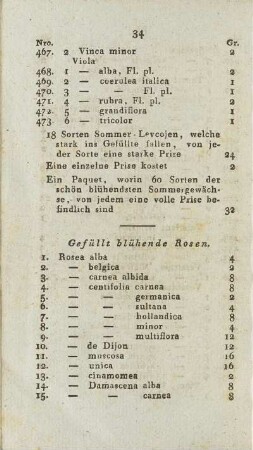 34
Nro. Gr.
467. 2 Vinca minor 2
Viola
468. 1 — alba, Fl. pl. 2
469. 2 — coerulea italica 1
470. 3 — — Fl. pl. 1
471. 4 — rubra, Fl. pl. 2
472. 5 — grandiflora 1
473. 6 — tricolor 1
18 Sorten Sommer-Levcojen, welche
stark ins Gefüllte fallen, von je-
der Sorte eine starke Prise 24
Eine einzelne Prise kostet 2
Ein Paquet, worin 60 Sorten der
schön blühendsten Sommergewäch-
se, von jedem eine volle Prise be-
findlich sind 32
Gefüllt blühende Rosen.
1. Rosea alba 4
2. — belgica 2
3. — carnea albida 8
4. — centifolia carnea 2
5. — — germanica 2
6. — — sultana 4
7. — — hollandica 8
8. — — minor 4
9. — — multiflora 12
10. — de Dijon 12
11. — muscosa 16
12. — unica 16
13. — cinamomea 2
14. — Damascena alba 8
15. — — carnea 8